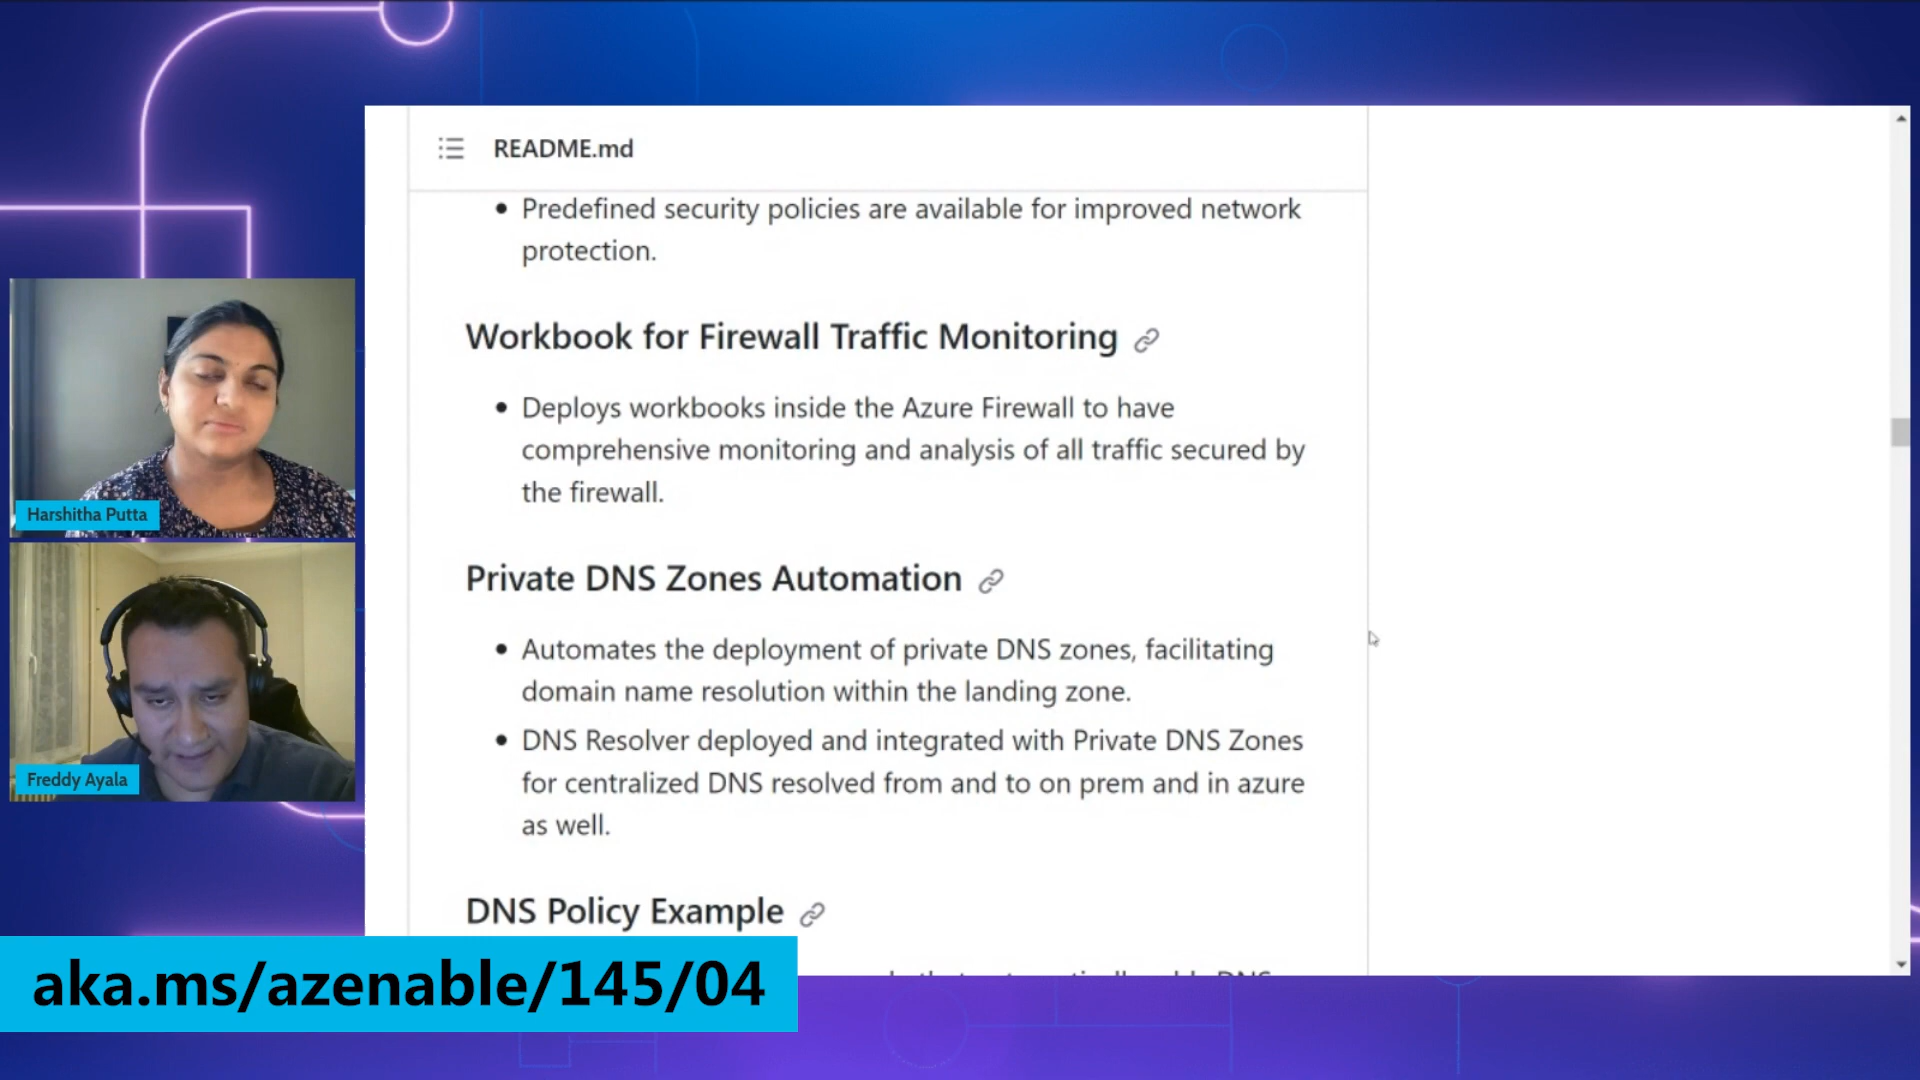 README.md
• Predefined security policies are available for improved network
protection.
Workbook for Firewall Traffic Monitoring
• Deploys workbooks inside the Azure Firewall to have
comprehensive monitoring and analysis of all traffic secured by
the firewall.
Private DNS Zones Automation
• Automates the deployment of private DNS zones, facilitating
domain name resolution within the landing zone.
• DNS Resolver deployed and integrated with Private DNS Zones
for centralized DNS resolved from and to on prem and in azure
as well.
DNS Policy Example
Harshitha Putta
Freddy Ayala
aka.ms/azenable/145/04